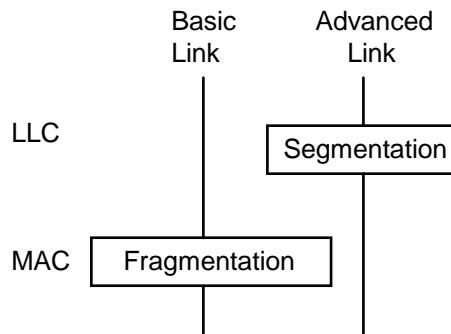 Basic Advanced
Link Link
LLC
Segmentation
MAC Fragmentation